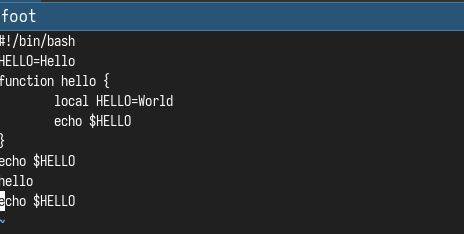 foot
#!/bin/bash
HELLO=Hello
function hello {
        local HELLO=World
        echo $HELLO
}
echo $HELLO
hello
echo $HELLO
~